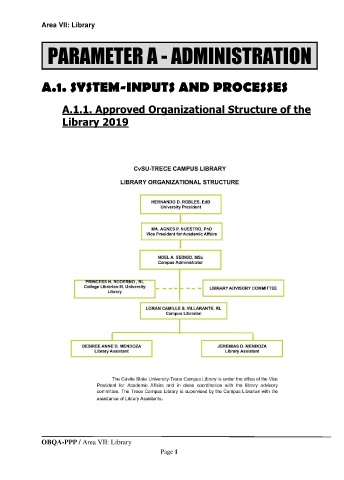 Area VII: Library
PARAMETER A - ADMINISTRATION
A.1. SYSTEM-INPUTS AND PROCESSES
A.1.1. Approved Organizational Structure of the
Library 2019
CvSU-TRECE CAMPUS LIBRARY
LIBRARY ORGANIZATIONAL STRUCTURE
HERNANDO D. ROBLES, EdD
University President
MA. AGNES P. NUESTRO, PhD
Vice President for Academic Affairs
NOEL A. SEDIGO, MSc
Campus Administrator
PRINCESS N. RODERNO, RL
College Librarian III, University
Library
LIBRARY ADVISORY COMMITTEE
LORAN CAMILLE S. VILLARANTE, RL
Campus Librarian
DESIREE ANNE D. MENDOZA
Library Assistant
JEREMIAS D. MENDOZA
Library Assistant
The Cavite State University-Trece Campus Library is under the office of the Vice
President for Academic Affairs and in close coordination with the library advisory
committee. The Trece Campus Library is supervised by the Campus Librarian with the
assistance of Library Assistants.
OBQA-PPP / Area VII: Library
Page 1